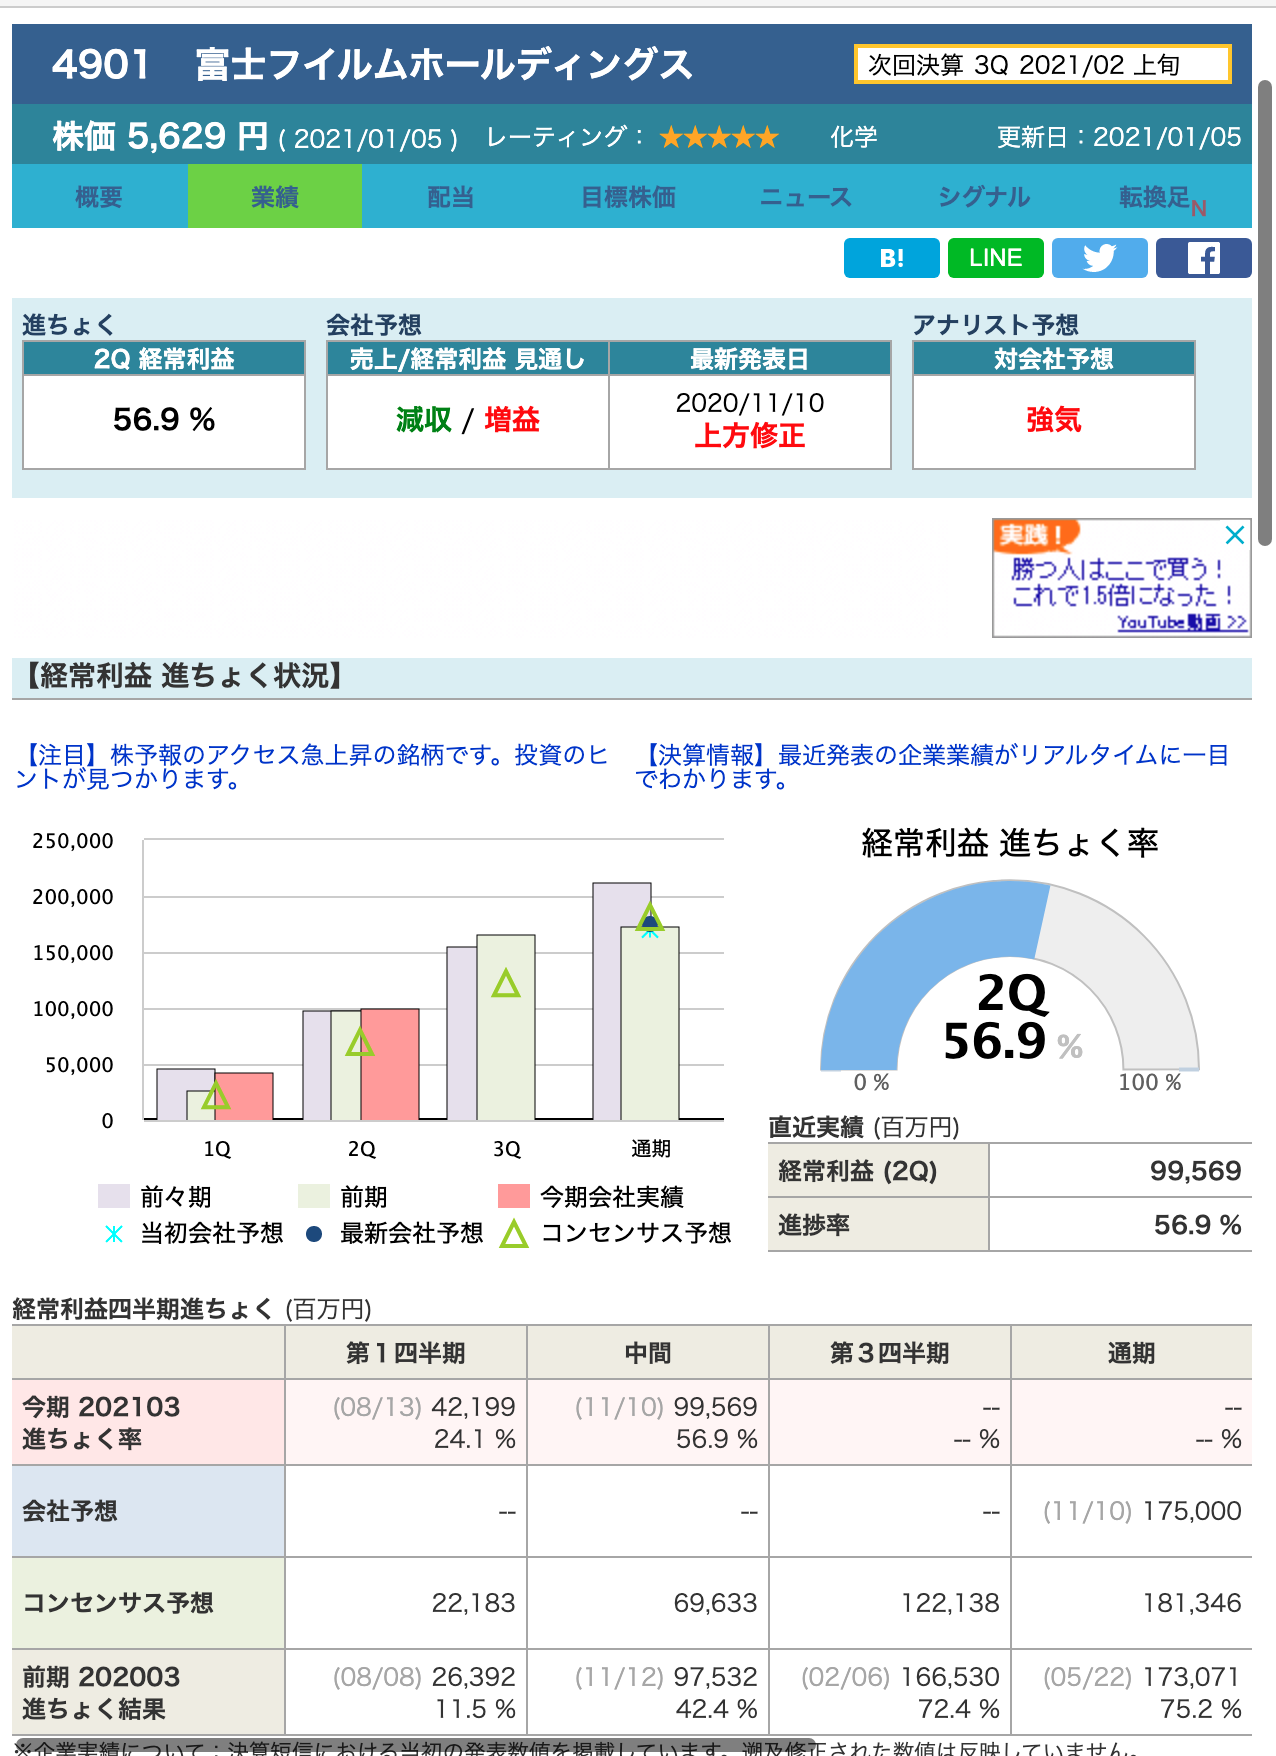 4901　富士フイルムホールディングス
次回決算 3Q 2021/02 上旬
株価 5,629 円 ( 2021/01/05 )　レーティング： ★★★★★　化学　更新日：2021/01/05
概要　業績　配当　目標株価　ニュース　シグナル　転換足N
B!　LINE
進ちょく　会社予想　アナリスト予想
2Q 経常利益　売上/経常利益 見通し　最新発表日　対会社予想
56.9 %　減収 / 増益　2020/11/10　強気
上方修正
実践！
勝つ人はここで買う！
これで1.5倍になった！
YouTube動画 >>
【経常利益 進ちょく状況】
【注目】株予報のアクセス急上昇の銘柄です。投資のヒ
ントが見つかります。
【決算情報】最近発表の企業業績がリアルタイムに一目
でわかります。
250,000
200,000
150,000
100,000
50,000
0
1Q　2Q　3Q　通期
前々期　前期　今期会社実績
当初会社予想　最新会社予想　コンセンサス予想
経常利益 進ちょく率
2Q
56.9 %
0 %　100 %
直近実績 (百万円)
経常利益 (2Q)　99,569
進捗率　56.9 %
経常利益四半期進ちょく (百万円)
第１四半期　中間　第３四半期　通期
今期 202103　(08/13) 42,199　(11/10) 99,569　--　--
進ちょく率　24.1 %　56.9 %　-- %　-- %
会社予想　--　--　--　(11/10) 175,000
コンセンサス予想　22,183　69,633　122,138　181,346
前期 202003　(08/08) 26,392　(11/12) 97,532　(02/06) 166,530　(05/22) 173,071
進ちょく結果　11.5 %　42.4 %　72.4 %　75.2 %
※企業実績について：決算短信における当初の発表数値を掲載しています。遡及修正された数値は反映していません。